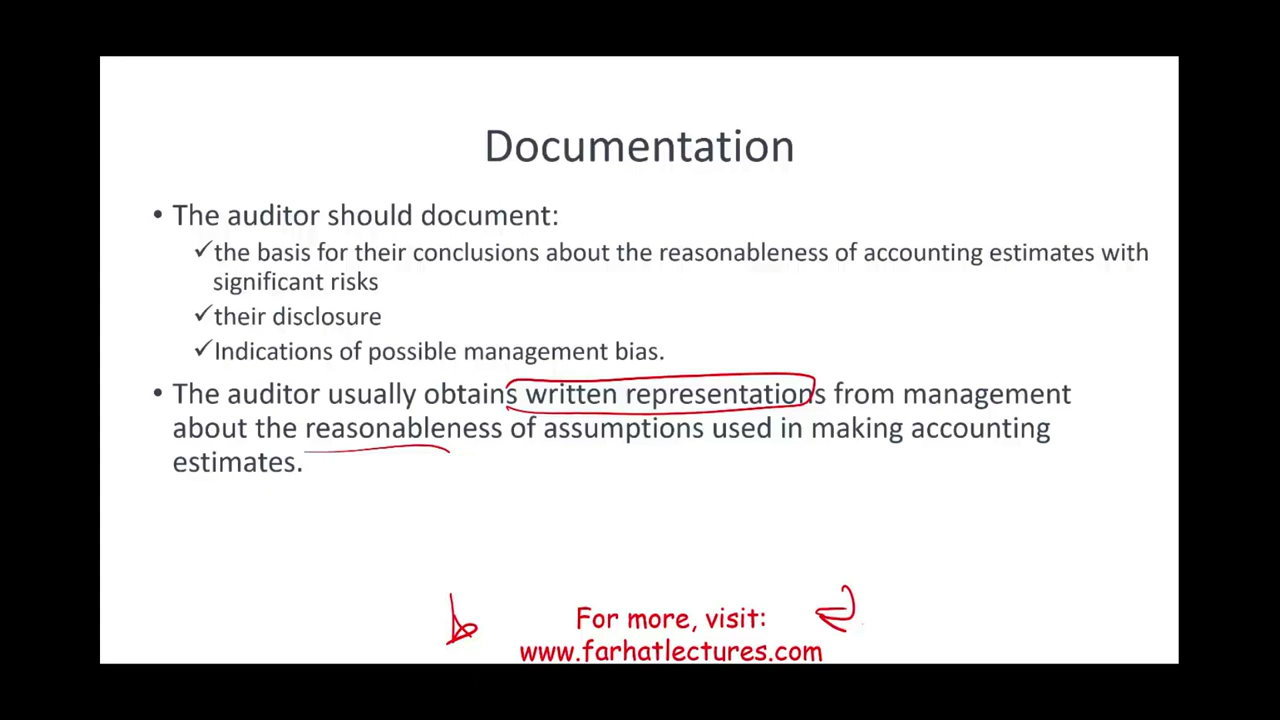 Documentation
• The auditor should document:
✓the basis for their conclusions about the reasonableness of accounting estimates with
significant risks
✓their disclosure
✓Indications of possible management bias.
• The auditor usually obtains written representations from management
about the reasonableness of assumptions used in making accounting
estimates.
For more, visit:
www.farhatlectures.com